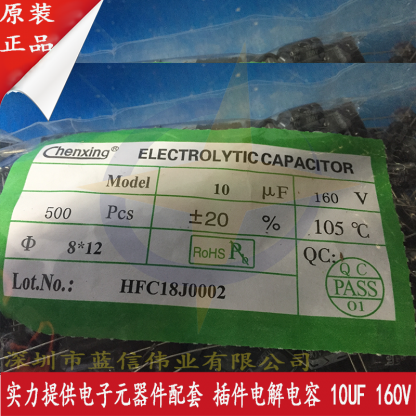 原装
正品
Chenxing® ELECTROLYTIC CAPACITOR
Model 10 μF 160 V
500 Pcs ±20 % 105 ℃
Φ 8*12 RoHS QC:
QC
PASS
01
Lot.No.: HFC18J0002
深圳市蓝信伟业有限公司
实力提供电子元器件配套 插件电解电容 10UF 160V